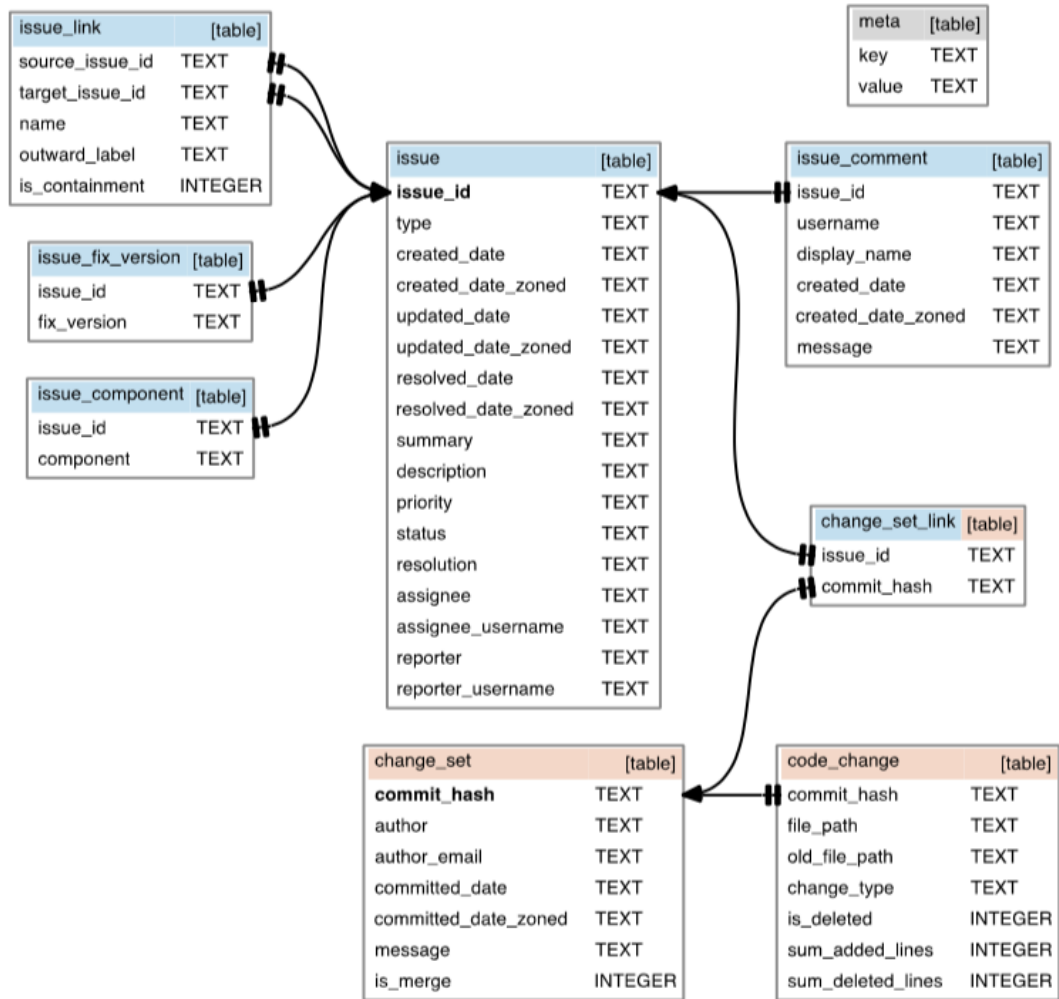 issue_link [table]
source_issue_id TEXT
target_issue_id TEXT
name TEXT
outward_label TEXT
is_containment INTEGER
meta [table]
key TEXT
value TEXT
issue_fix_version [table]
issue_id TEXT
fix_version TEXT
issue_component [table]
issue_id TEXT
component TEXT
issue [table]
issue_id TEXT
type TEXT
created_date TEXT
created_date_zoned TEXT
updated_date TEXT
updated_date_zoned TEXT
resolved_date TEXT
resolved_date_zoned TEXT
summary TEXT
description TEXT
priority TEXT
status TEXT
resolution TEXT
assignee TEXT
assignee_username TEXT
reporter TEXT
reporter_username TEXT
issue_comment [table]
issue_id TEXT
username TEXT
display_name TEXT
created_date TEXT
created_date_zoned TEXT
message TEXT
change_set_link [table]
issue_id TEXT
commit_hash TEXT
change_set [table]
commit_hash TEXT
author TEXT
author_email TEXT
committed_date TEXT
committed_date_zoned TEXT
message TEXT
is_merge INTEGER
code_change [table]
commit_hash TEXT
file_path TEXT
old_file_path TEXT
change_type TEXT
is_deleted INTEGER
sum_added_lines INTEGER
sum_deleted_lines INTEGER